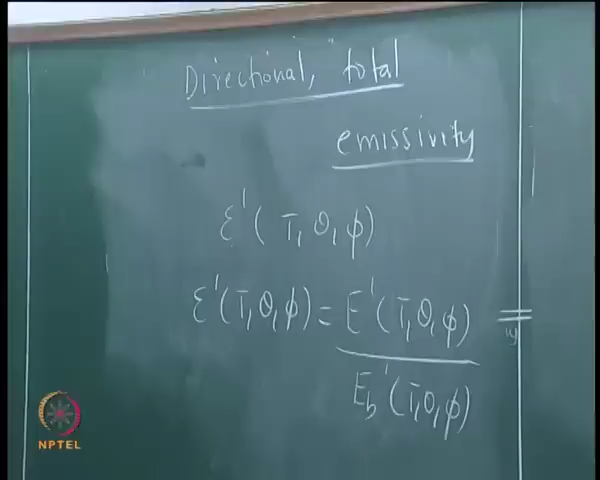 Directional, total
emissivity
ε'(T, θ, φ)
ε'(T, θ, φ) = E'(T, θ, φ) =
E_b'(T, θ, φ)
NPTEL